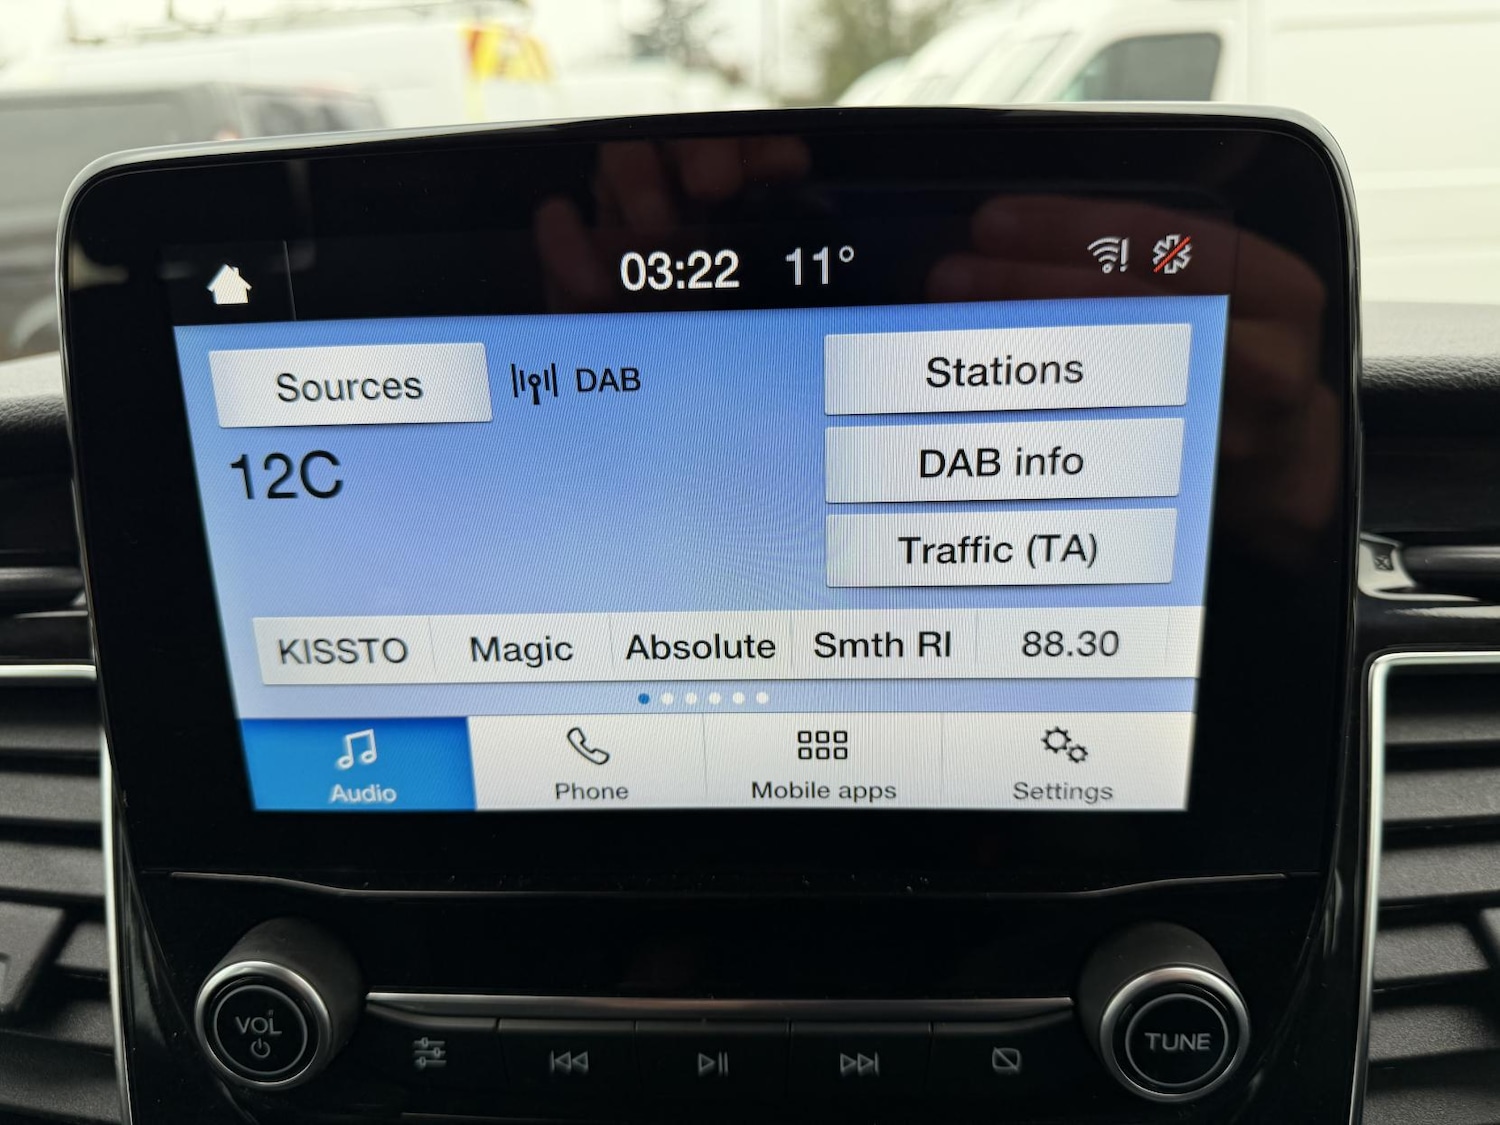 03:22 11°
Sources DAB Stations
12C
DAB info
Traffic (TA)
KISSTO Magic Absolute Smth Rl 88.30
Audio Phone Mobile apps Settings
VOL TUNE